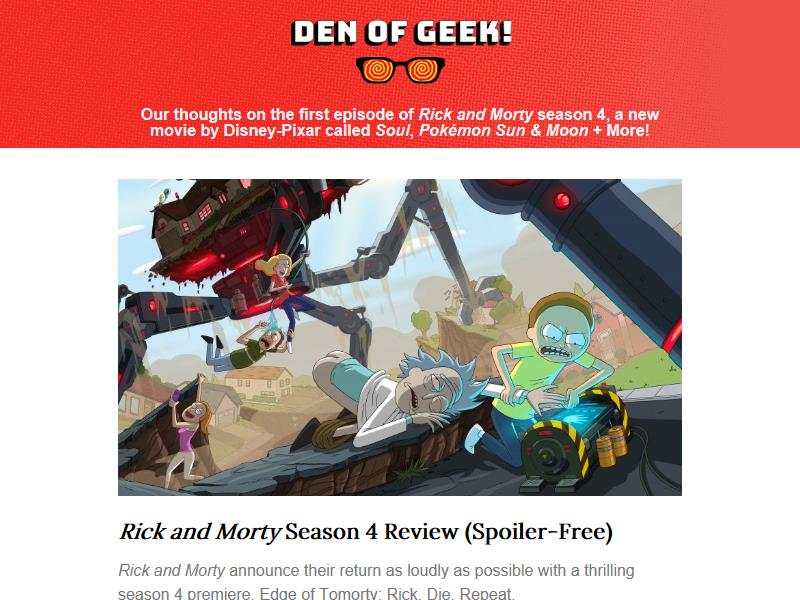 DEN OF GEEK!
Our thoughts on the first episode of Rick and Morty season 4, a new
movie by Disney-Pixar called Soul, Pokémon Sun & Moon + More!
Rick and Morty Season 4 Review (Spoiler-Free)
Rick and Morty announce their return as loudly as possible with a thrilling
season 4 premiere, Edge of Tomorty: Rick, Die, Repeat.